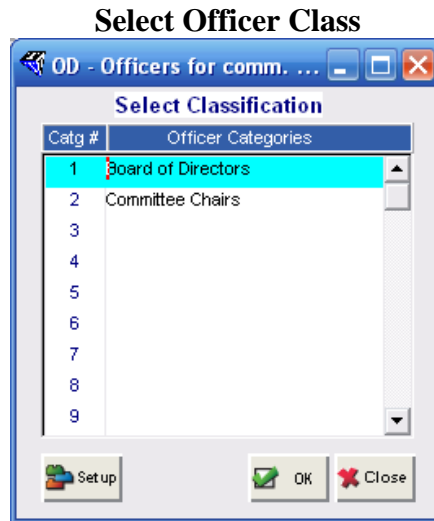 Select Officer Class
OD - Officers for comm. ...
Select Classification
Catg # Officer Categories
1 Board of Directors
2 Committee Chairs
3
4
5
6
7
8
9
Setup OK Close